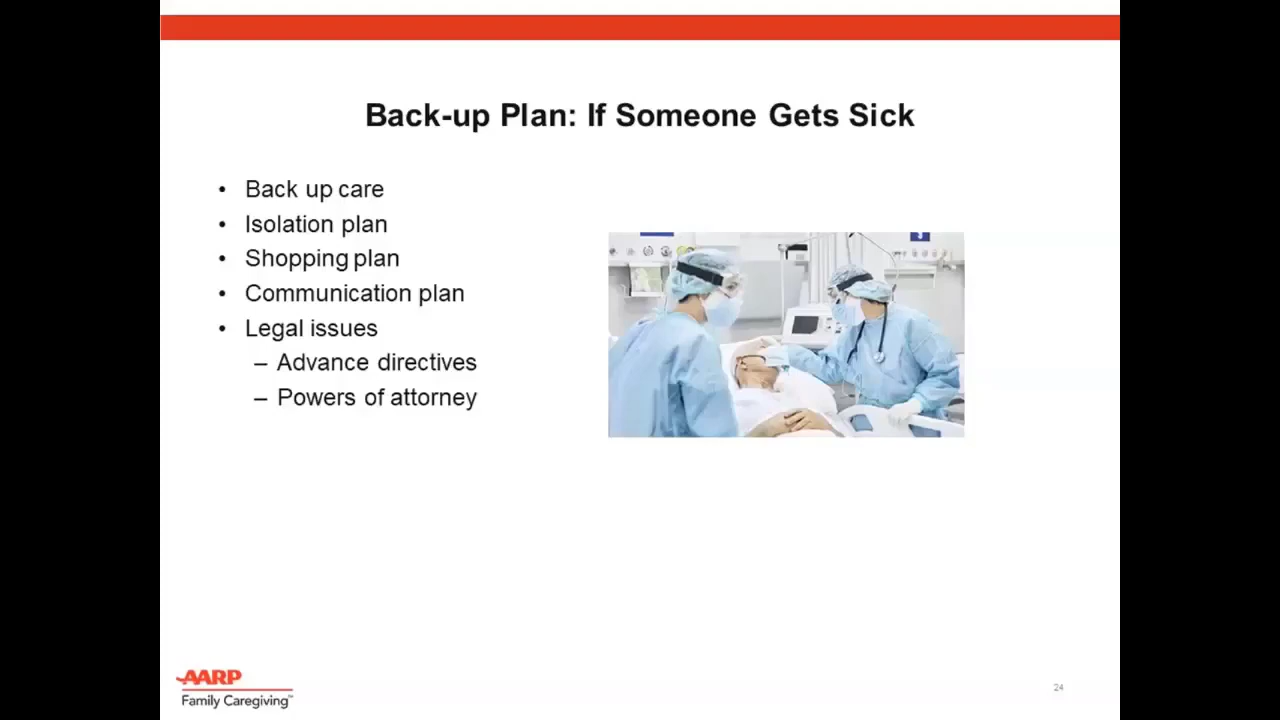 Back-up Plan: If Someone Gets Sick
• Back up care
• Isolation plan
• Shopping plan
• Communication plan
• Legal issues
– Advance directives
– Powers of attorney
AARP
Family Caregiving™
24